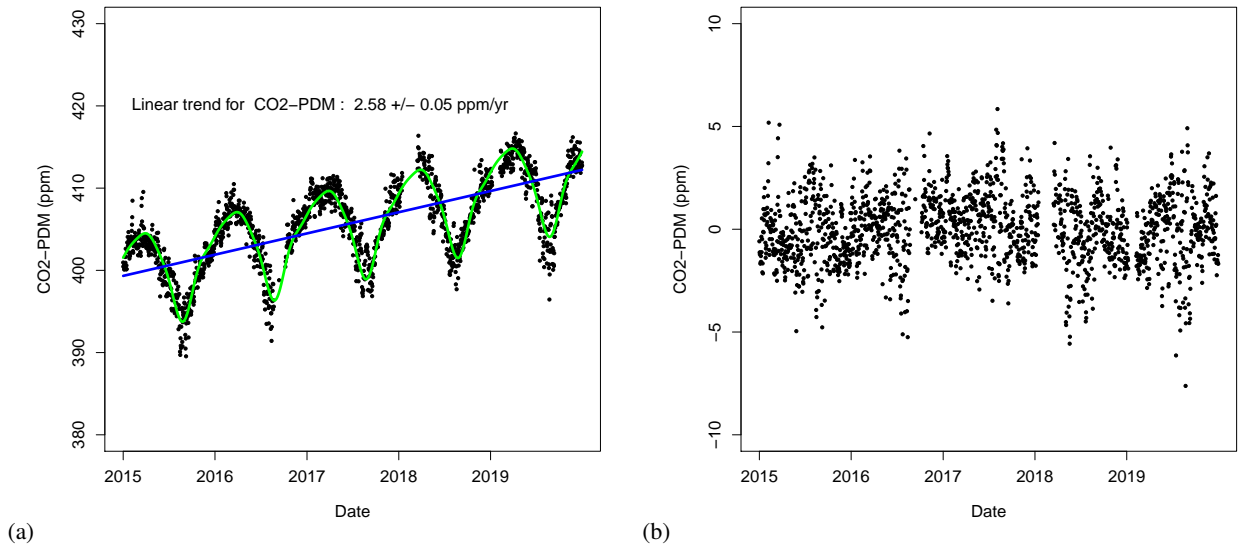 430
420
410
400
390
380
CO2−PDM (ppm)
Linear trend for CO2−PDM : 2.58 +/− 0.05 ppm/yr
2015 2016 2017 2018 2019
Date
(a)
10
5
0
−5
−10
CO2−PDM (ppm)
2015 2016 2017 2018 2019
Date
(b)